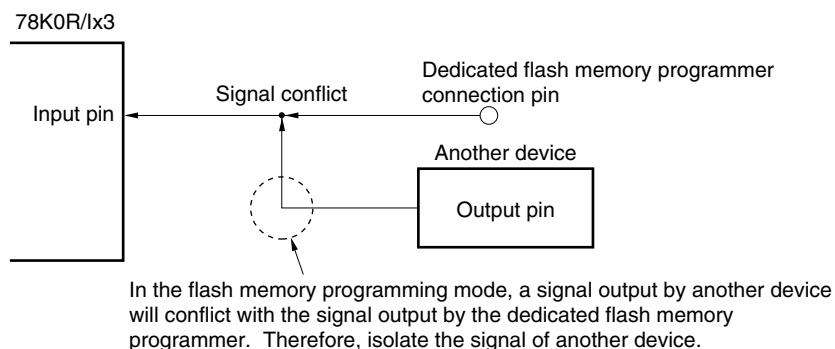 78K0R/Ix3
Dedicated flash memory programmer
connection pin
Signal conflict
Input pin
Another device
Output pin
In the flash memory programming mode, a signal output by another device
will conflict with the signal output by the dedicated flash memory
programmer.  Therefore, isolate the signal of another device.